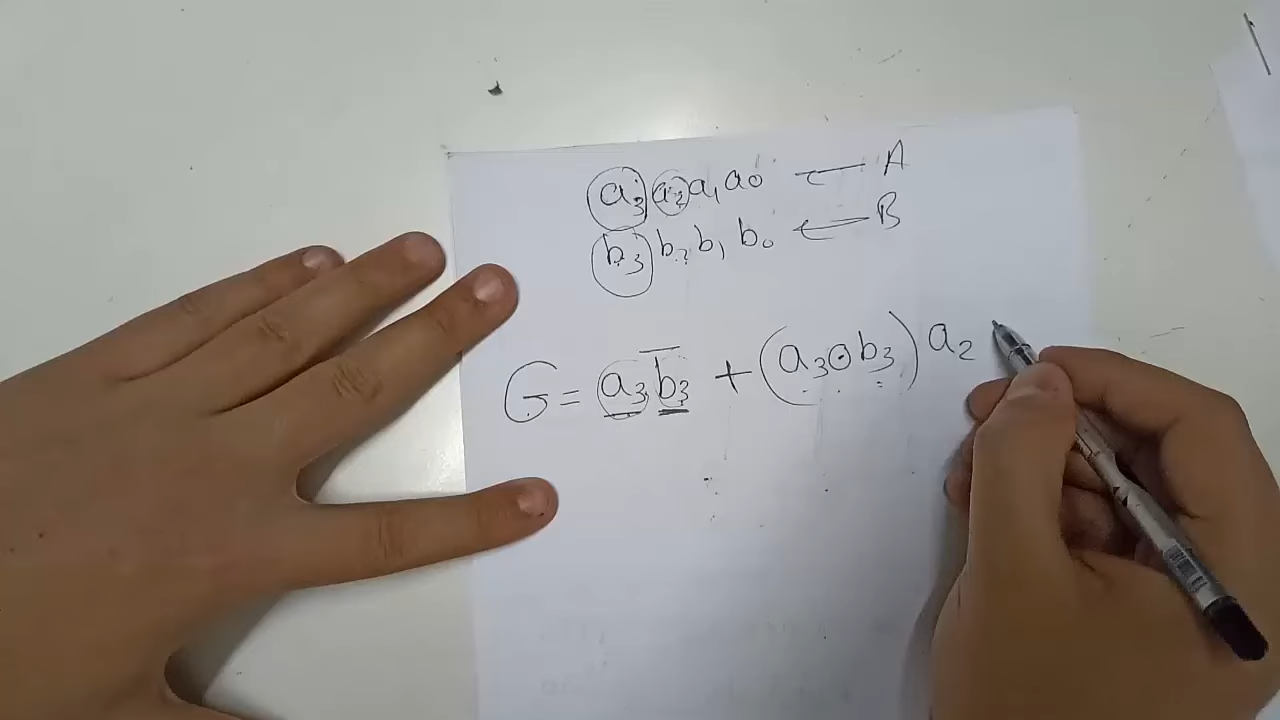 a₃ a₂ a₁ a₀ ← A
b₃ b₂ b₁ b₀ ← B
G = a₃ b̅₃ + (a₃ ⊙ b₃) a₂